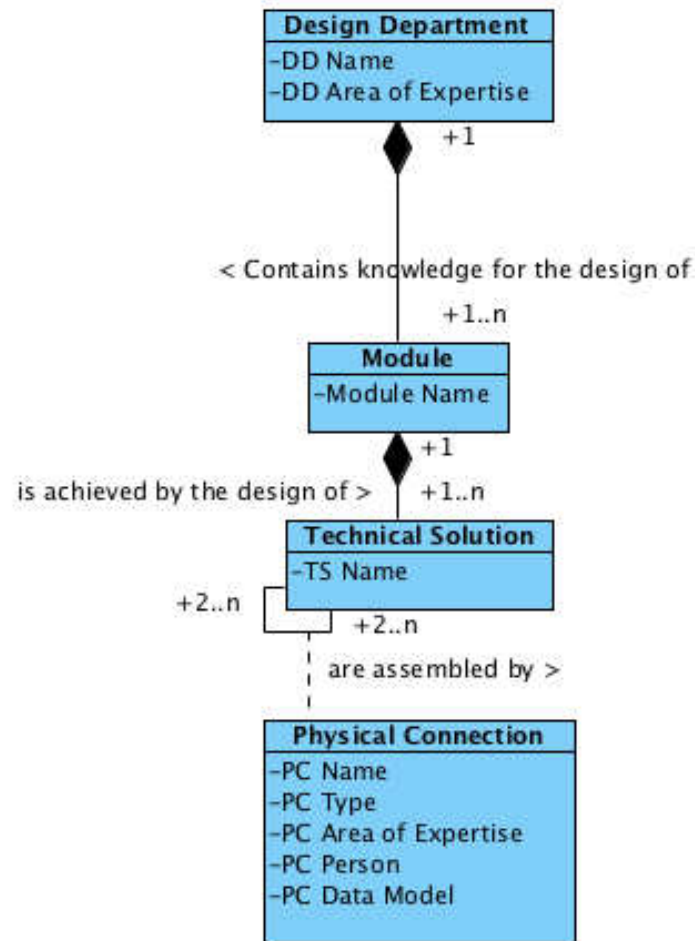 Design Department
-DD Name
-DD Area of Expertise
+1
< Contains knowledge for the design of
+1..n
Module
-Module Name
+1
is achieved by the design of >
+1..n
Technical Solution
-TS Name
+2..n
+2..n
are assembled by >
Physical Connection
-PC Name
-PC Type
-PC Area of Expertise
-PC Person
-PC Data Model